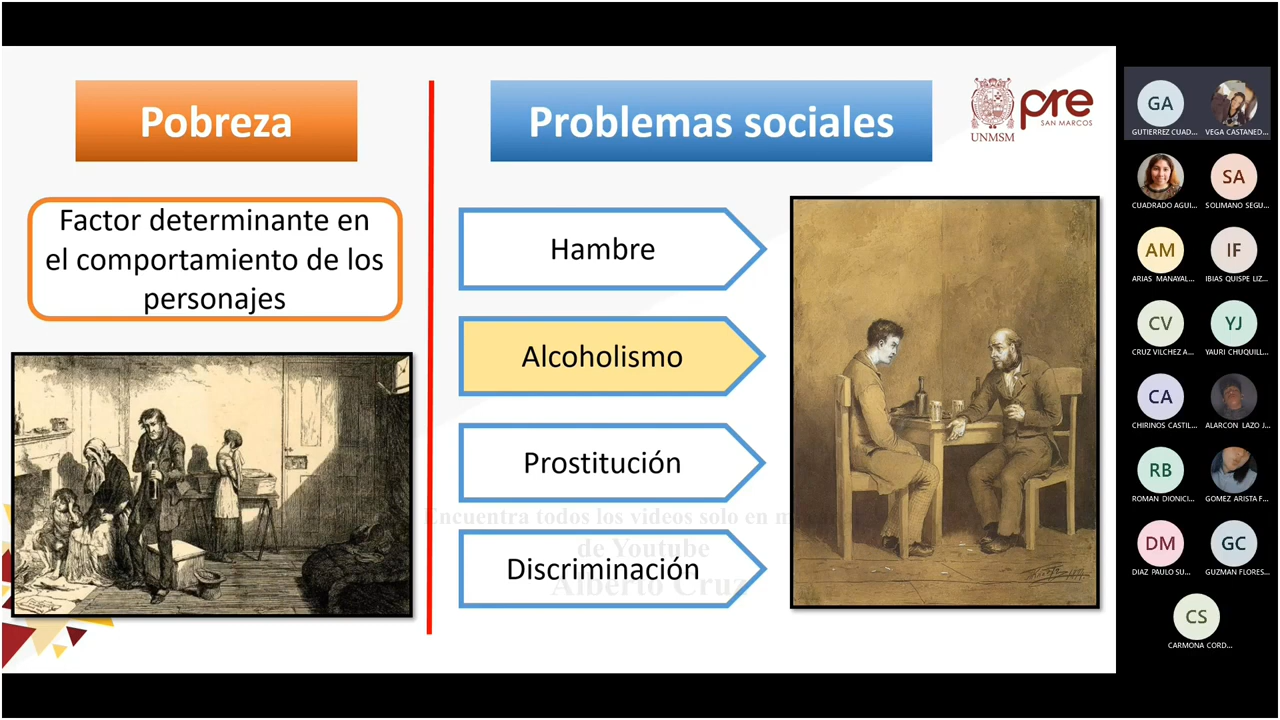 Pobreza
Factor determinante en
el comportamiento de los
personajes
Problemas sociales
UNMSM
pre
SAN MARCOS
Hambre
Alcoholismo
Prostitución
Discriminación
Encuentra todos los videos solo en m
de Youtube
Alberto Cruz
GA
GUTIERREZ CUAD...
VEGA CASTANED...
CUADRADO AGUI...
SA
SOLIMANO SEGU...
AM
ARIAS MANAYAL...
IF
IBIAS QUISPE LIZ...
CV
CRUZ VILCHEZ A...
YJ
YAURI CHUQUILL...
CA
CHIRINOS CASTIL...
ALARCON LAZO J...
RB
ROMAN DIONICI...
GOMEZ ARISTA F...
DM
DIAZ PAULO SU...
GC
GUZMAN FLORES...
CS
CARMONA CORD...